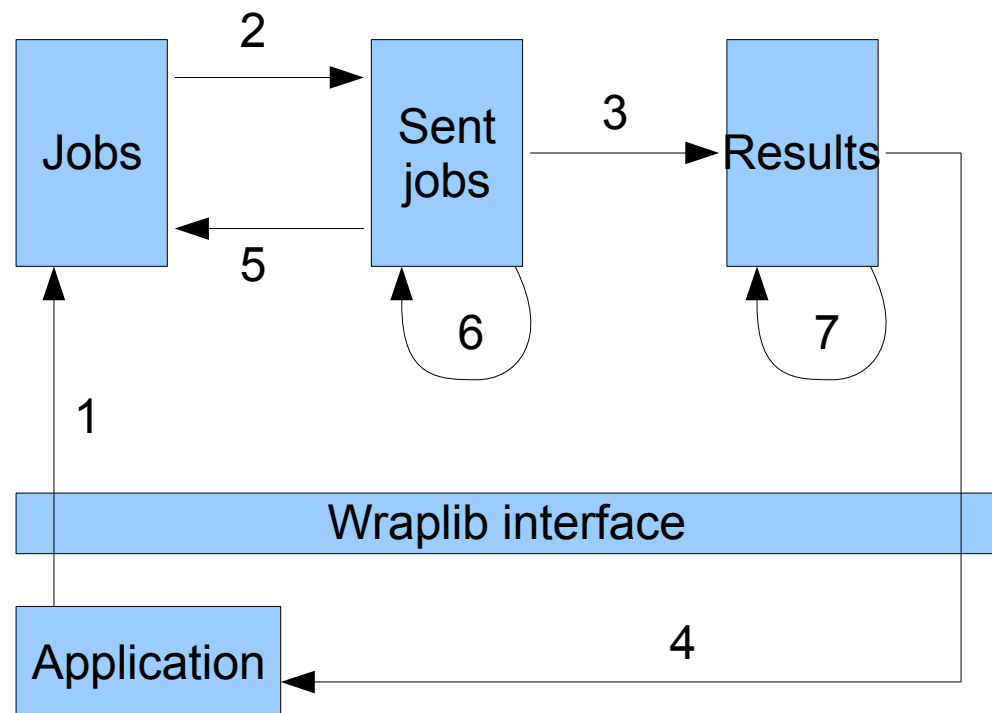 2
Jobs
Sent
jobs
3
Results
5
6
7
1
Wraplib interface
Application
4